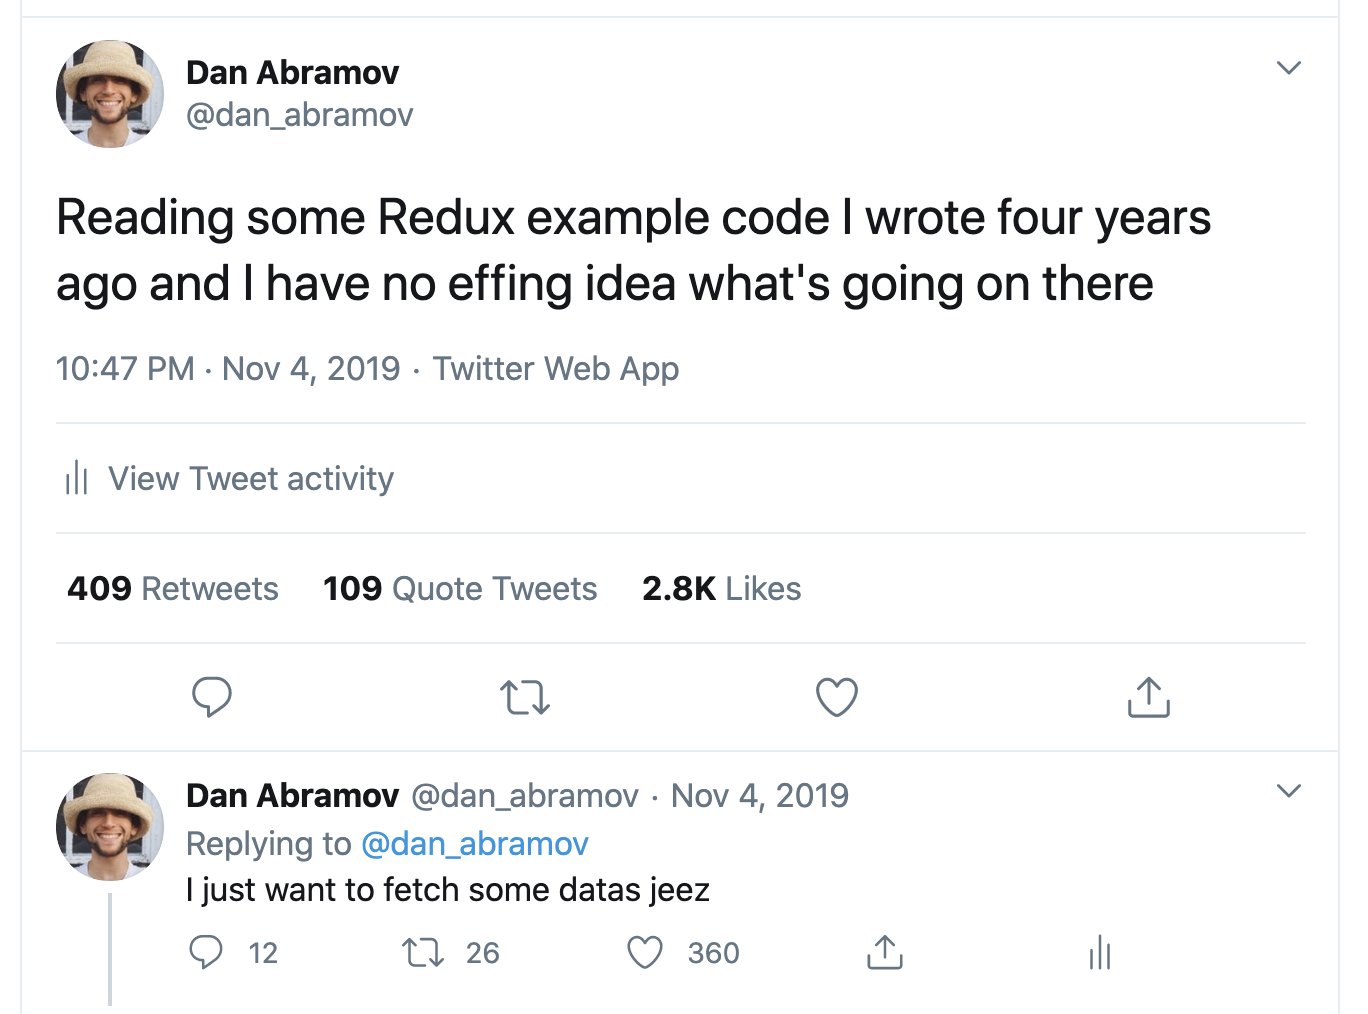 Dan Abramov
@dan_abramov
Reading some Redux example code I wrote four years
ago and I have no effing idea what's going on there
10:47 PM · Nov 4, 2019 · Twitter Web App
View Tweet activity
409 Retweets 109 Quote Tweets 2.8K Likes
Dan Abramov @dan_abramov · Nov 4, 2019
Replying to @dan_abramov
I just want to fetch some datas jeez
12 26 360